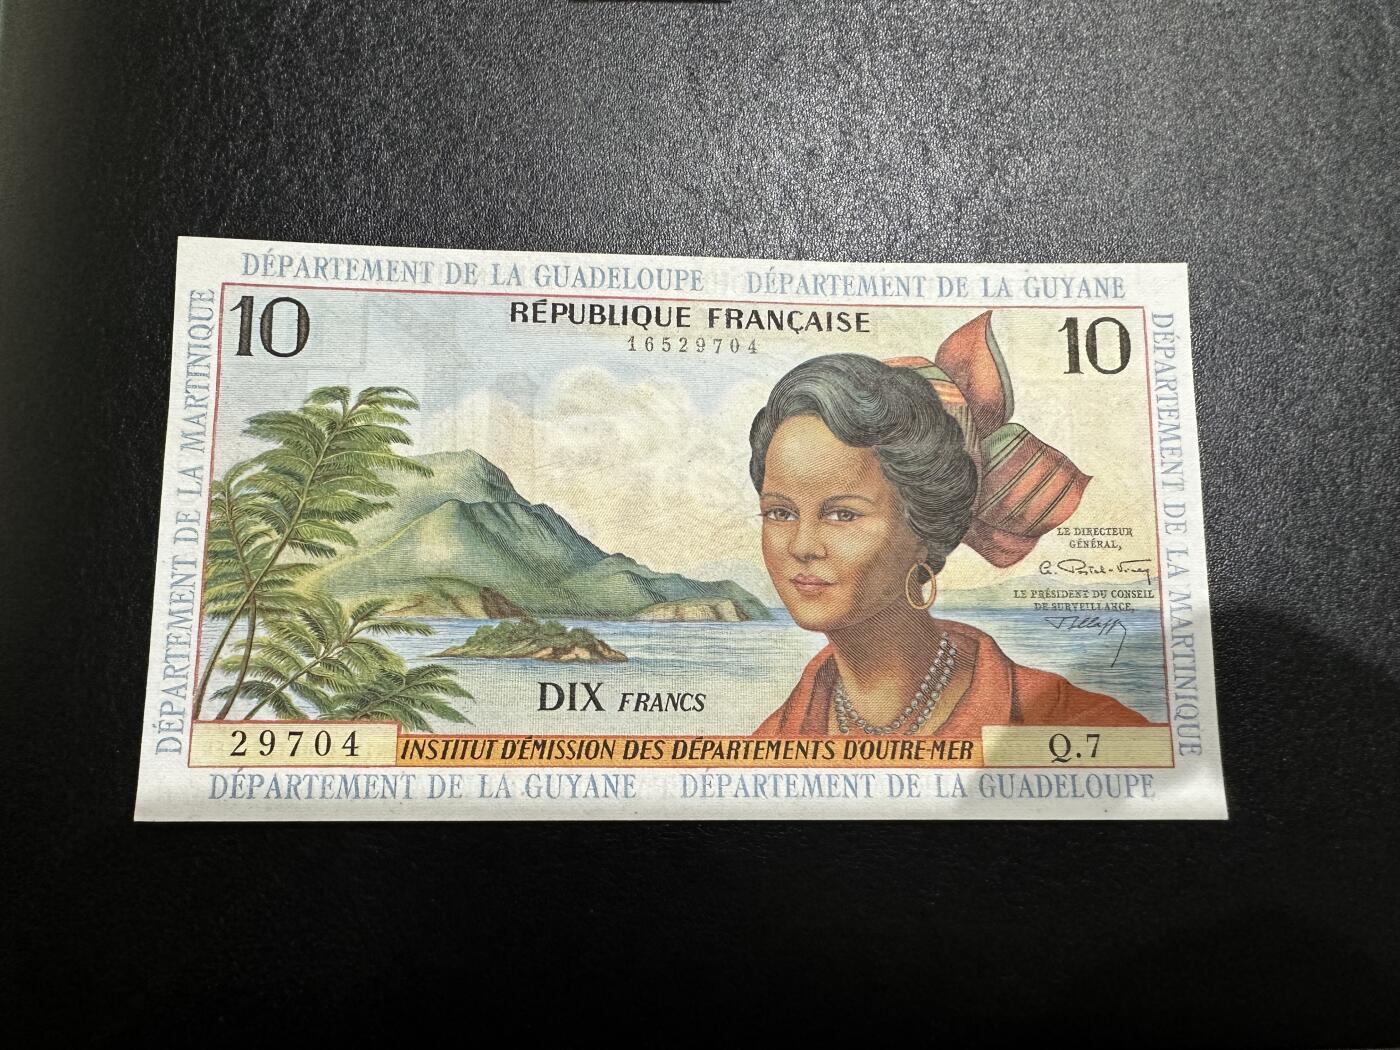 DÉPARTEMENT DE LA GUADELOUPE DÉPARTEMENT DE LA GUYANE
DÉPARTEMENT DE LA MARTINIQUE
10
RÉPUBLIQUE FRANÇAISE
16529704
10
DÉPARTEMENT DE LA MARTINIQUE
LE DIRECTEUR
GÉNÉRAL,
LE PRÉSIDENT DU CONSEIL
DE SURVEILLANCE,
DIX FRANCS
29704
INSTITUT D'ÉMISSION DES DÉPARTEMENTS D'OUTRE-MER
Q.7
DÉPARTEMENT DE LA GUYANE DÉPARTEMENT DE LA GUADELOUPE